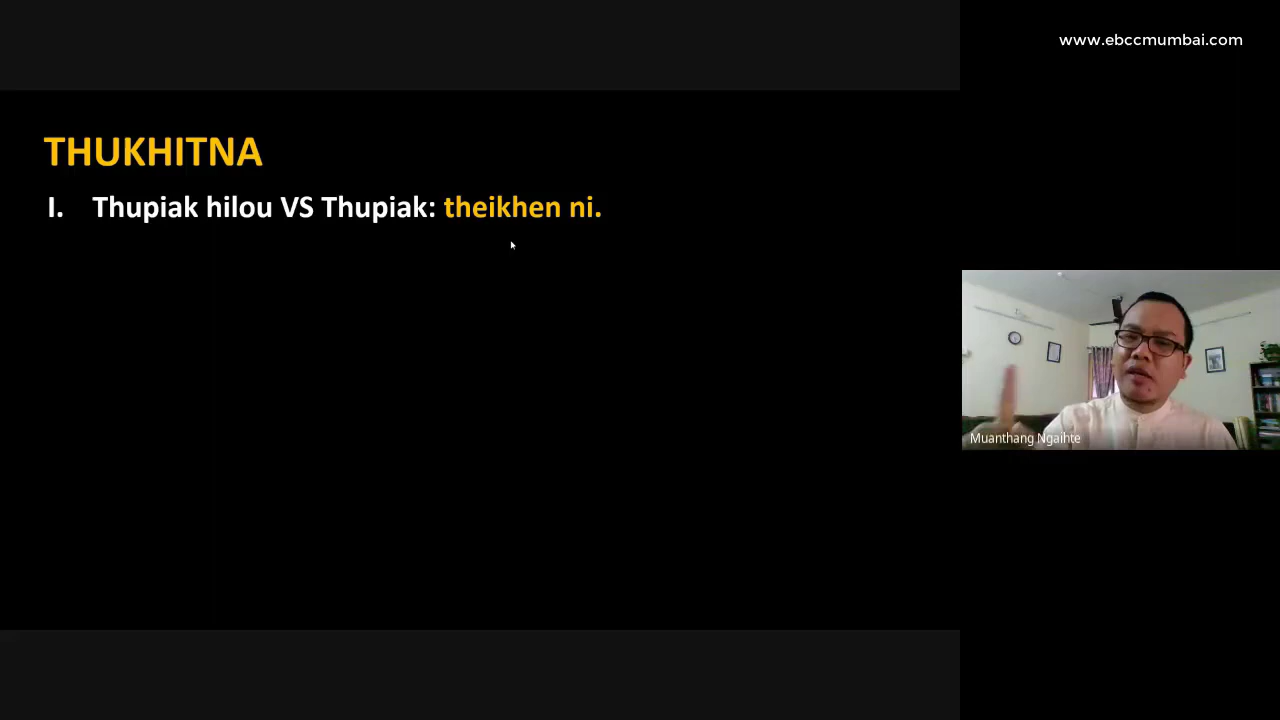 www.ebccmumbai.com
THUKHITNA
I. Thupiak hilou VS Thupiak: theikhen ni.
Muanthang Ngaihte